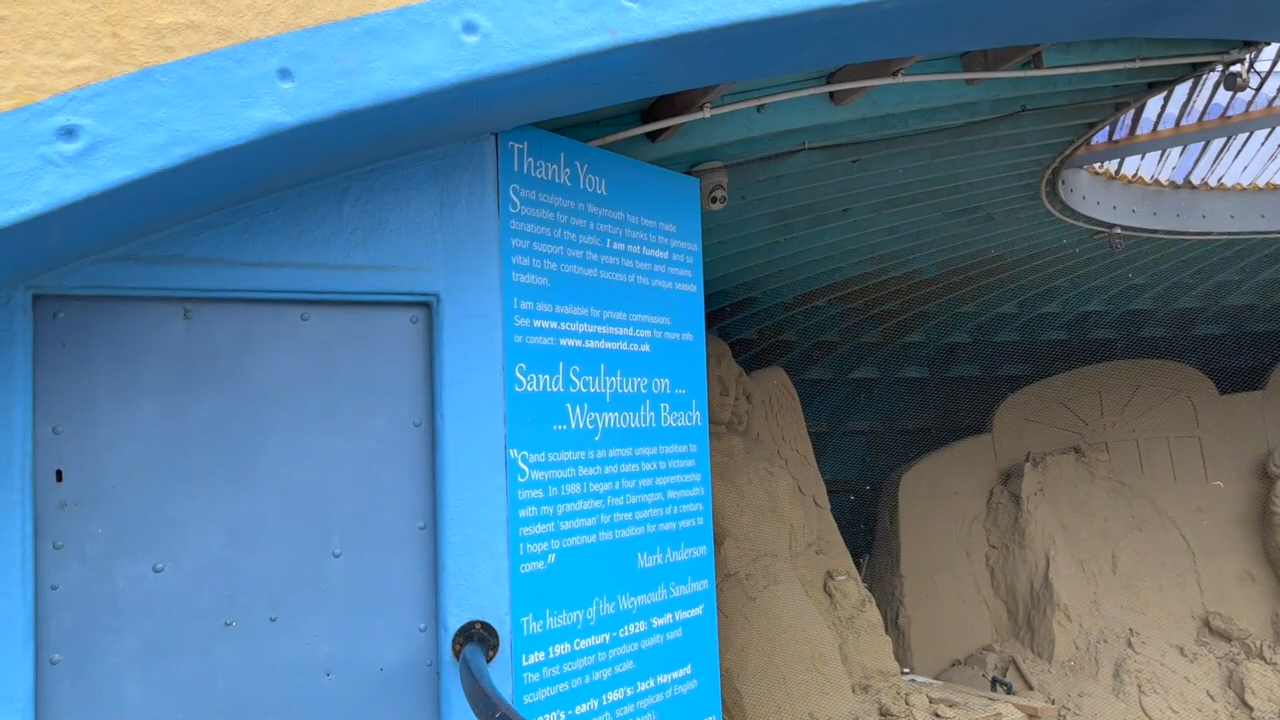 Thank You
Sand sculpture in Weymouth has been made
possible for over a century thanks to the generous
donations of the public. I am not funded and so
your support over the years has been and remains
vital to the continued success of this unique seaside
tradition.
I am also available for private commissions.
See www.sculpturesinsand.com for more info
or contact: www.sandworld.co.uk
Sand Sculpture on ...
...Weymouth Beach
“Sand sculpture is an almost unique tradition to
Weymouth Beach and dates back to Victorian
times. In 1988 I began a four year apprenticeship
with my grandfather, Fred Darrington, Weymouth's
resident 'sandman' for three quarters of a century.
I hope to continue this tradition for many years to
come.”
Mark Anderson
The history of the Weymouth Sandmen
Late 19th Century - c1920: 'Swift Vincent'
The first sculptor to produce quality sand
sculptures on a large scale.
- early 1960's: Jack Hayward
scale replicas of English
high).